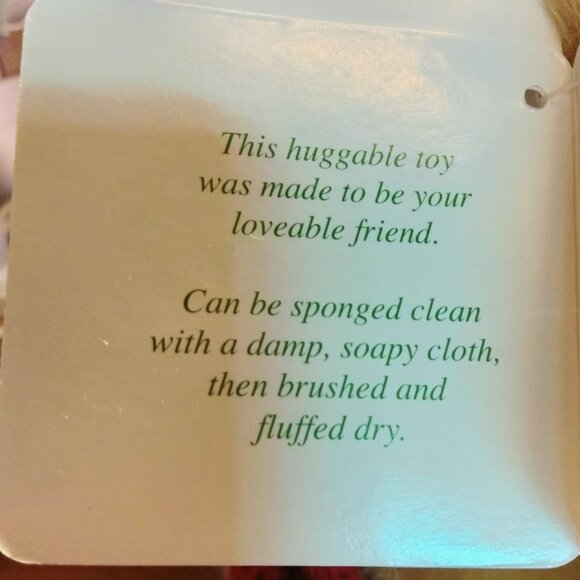 This huggable toy
was made to be your
loveable friend.
Can be sponged clean
with a damp, soapy cloth,
then brushed and
fluffed dry.